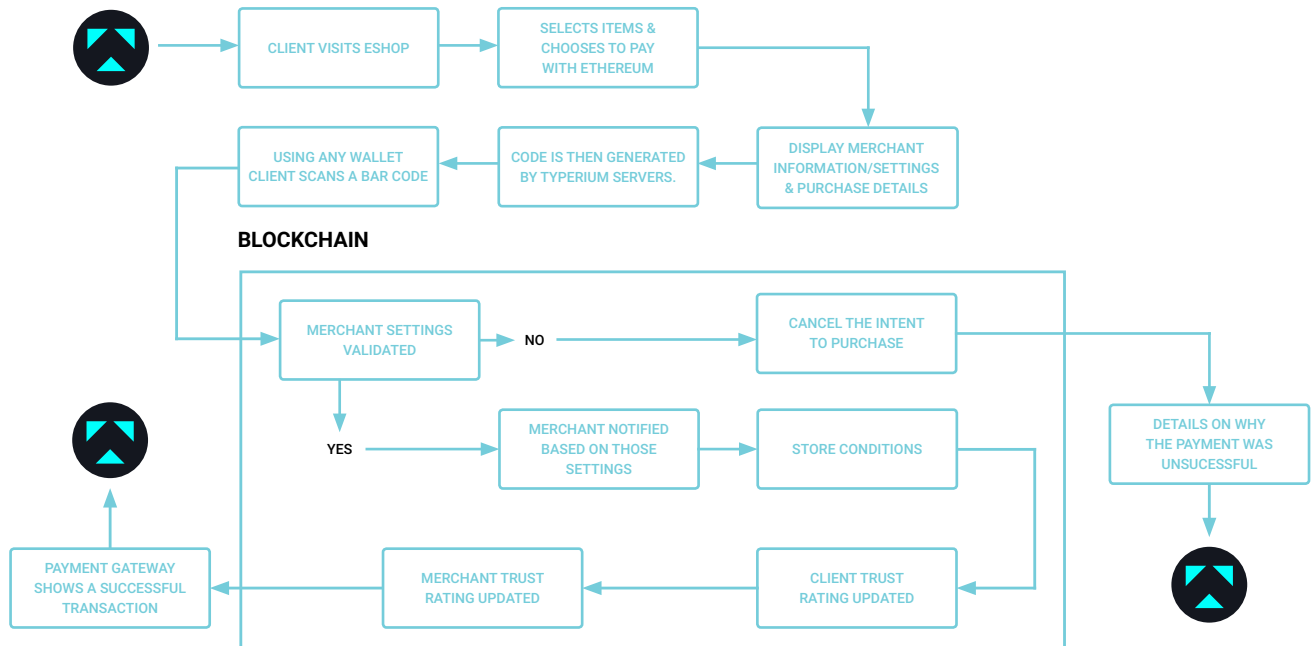 CLIENT VISITS ESHOP
SELECTS ITEMS &
CHOOSES TO PAY
WITH ETHEREUM
DISPLAY MERCHANT
INFORMATION/SETTINGS
& PURCHASE DETAILS
CODE IS THEN GENERATED
BY TYPERIUM SERVERS.
USING ANY WALLET
CLIENT SCANS A BAR CODE
BLOCKCHAIN
MERCHANT SETTINGS
VALIDATED
NO
CANCEL THE INTENT
TO PURCHASE
DETAILS ON WHY
THE PAYMENT WAS
UNSUCESSFUL
YES
MERCHANT NOTIFIED
BASED ON THOSE
SETTINGS
STORE CONDITIONS
CLIENT TRUST
RATING UPDATED
MERCHANT TRUST
RATING UPDATED
PAYMENT GATEWAY
SHOWS A SUCCESSFUL
TRANSACTION